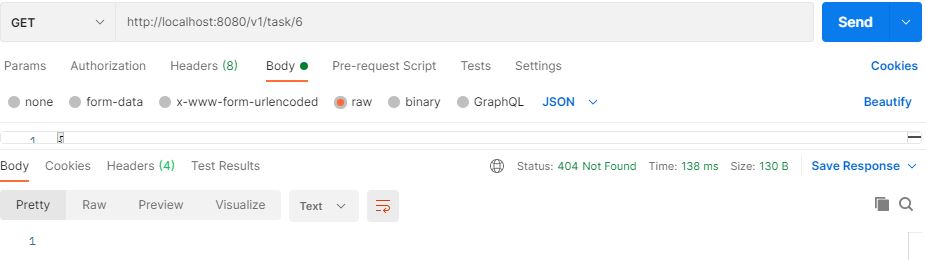 GET http://localhost:8080/v1/task/6 Send
Params Authorization Headers (8) Body Pre-request Script Tests Settings Cookies
none form-data x-www-form-urlencoded raw binary GraphQL JSON Beautify
1
Body Cookies Headers (4) Test Results Status: 404 Not Found Time: 138 ms Size: 130 B Save Response
Pretty Raw Preview Visualize Text
1